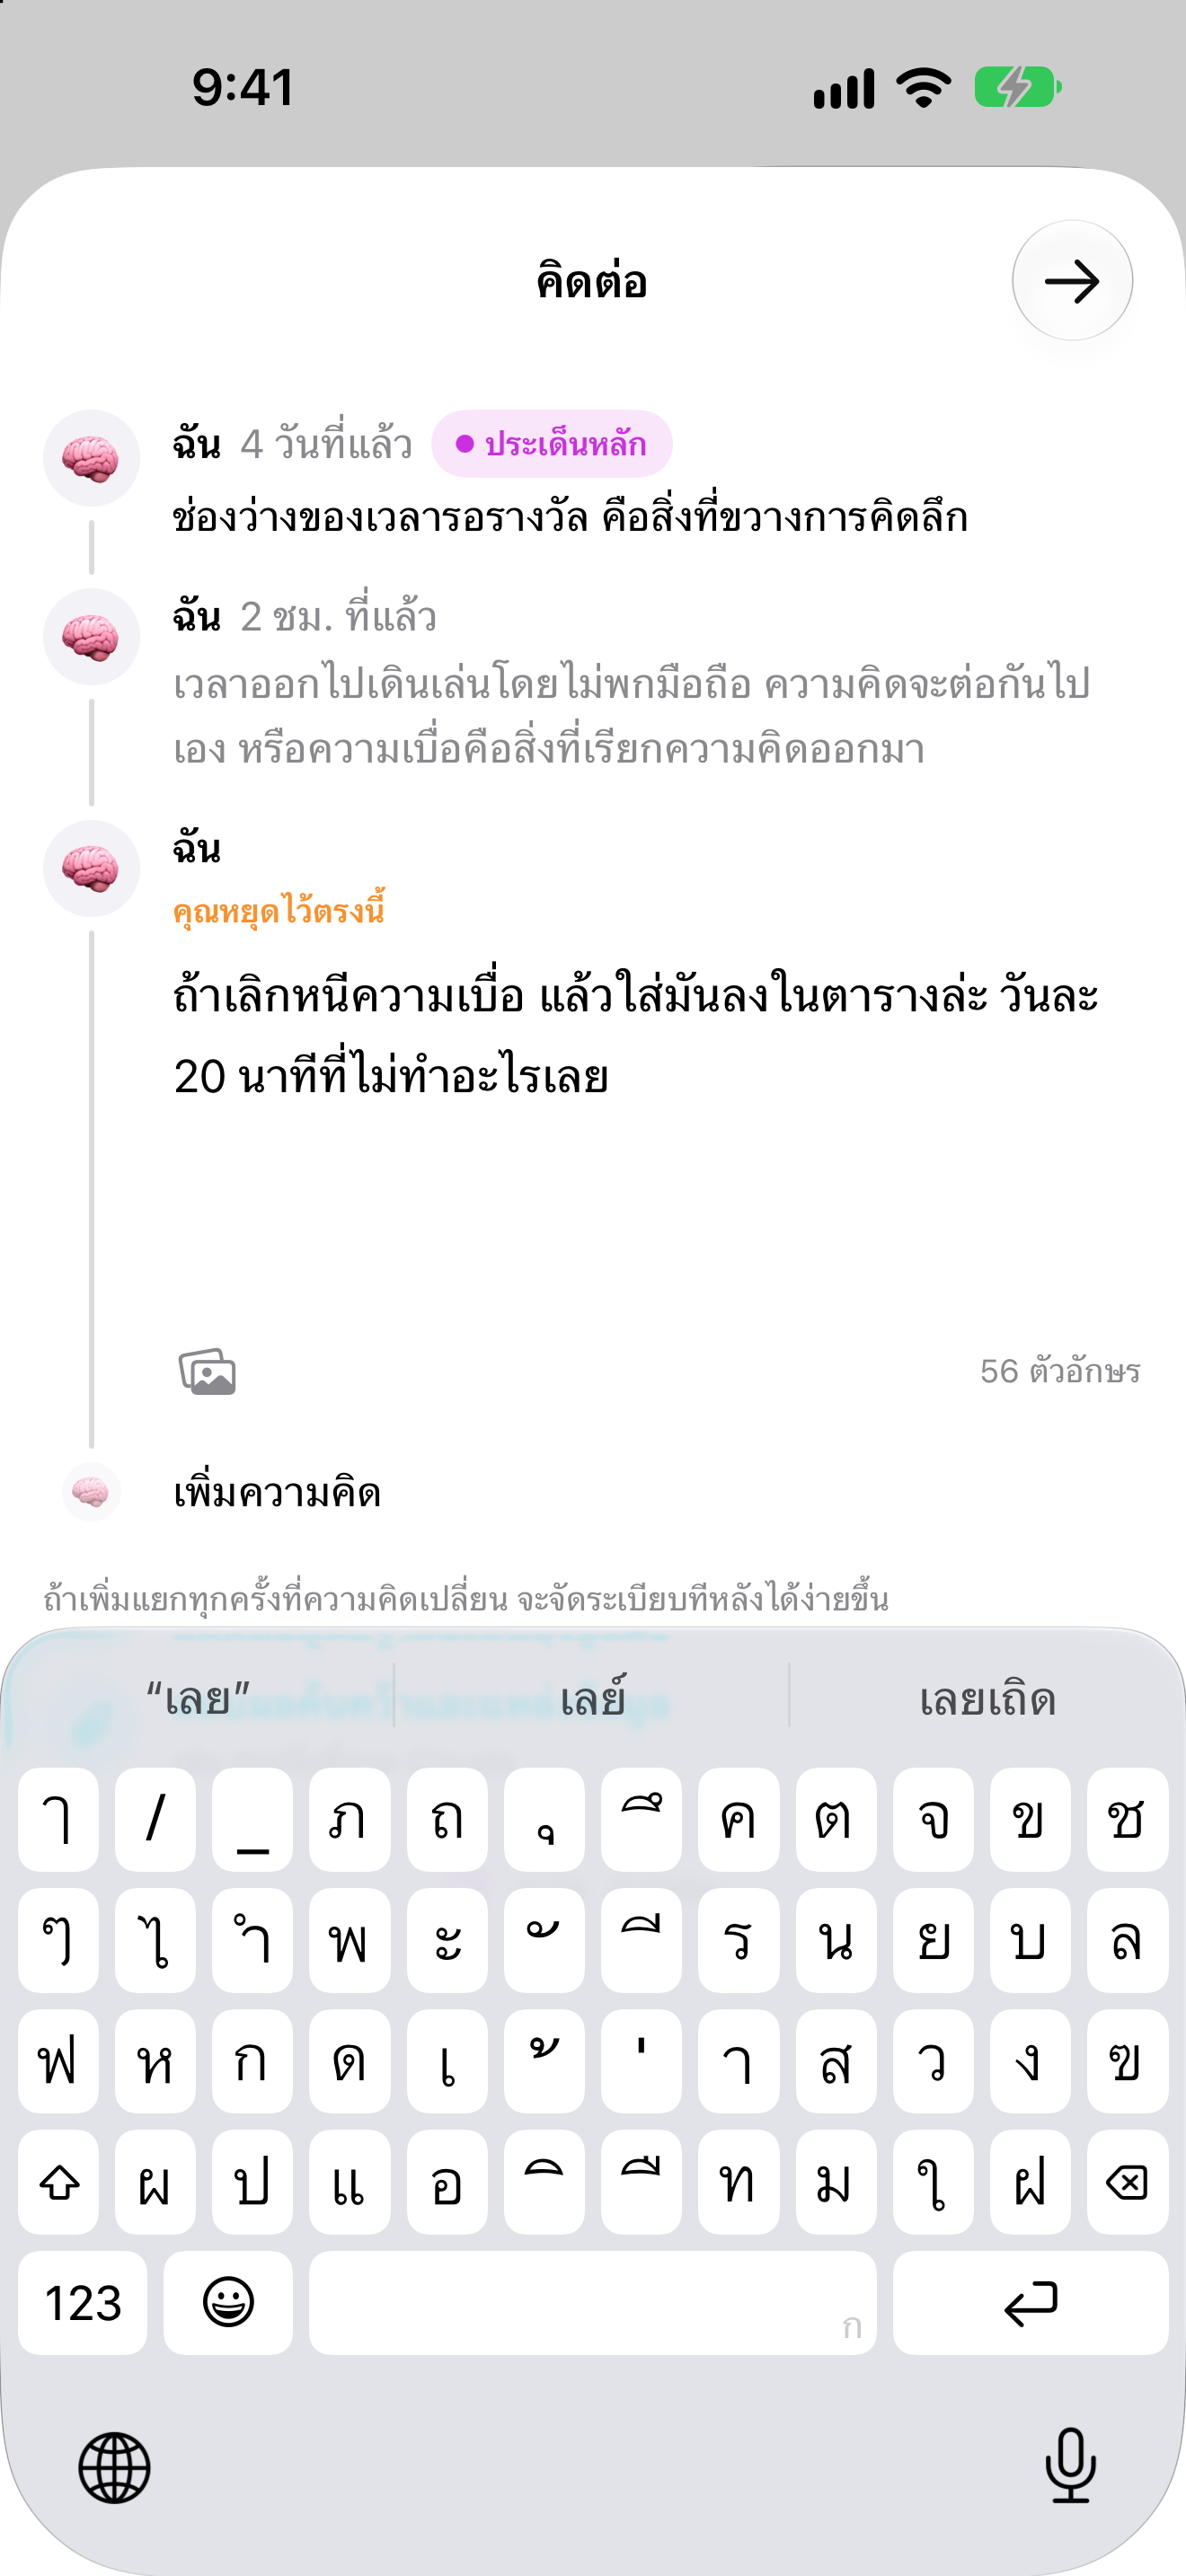 9:41
คิดต่อ
ฉัน 4 วันที่แล้ว ประเด็นหลัก
ช่องว่างของเวลารอรางวัล คือสิ่งที่ขวางการคิดลึก
ฉัน 2 ชม. ที่แล้ว
เวลาออกไปเดินเล่นโดยไม่พกมือถือ ความคิดจะต่อกันไป
เอง หรือความเบื่อคือสิ่งที่เรียกความคิดออกมา
ฉัน
คุณหยุดไว้ตรงนี้
ถ้าเลิกหนีความเบื่อ แล้วใส่มันลงในตารางล่ะ วันละ
20 นาทีที่ไม่ทำอะไรเลย
56 ตัวอักษร
เพิ่มความคิด
ถ้าเพิ่มแยกทุกครั้งที่ความคิดเปลี่ยน จะจัดระเบียบทีหลังได้ง่ายขึ้น
“เลย” เลย์ เลยเถิด
ๅ / _ ภ ถ ุ ึ ค ต จ ข ช
ๆ ไ ำ พ ะ ั ี ร น ย บ ล
ฟ ห ก ด เ ้ ่ า ส ว ง ฃ
ผ ป แ อ ิ ื ท ม ใ ฝ
123 ก